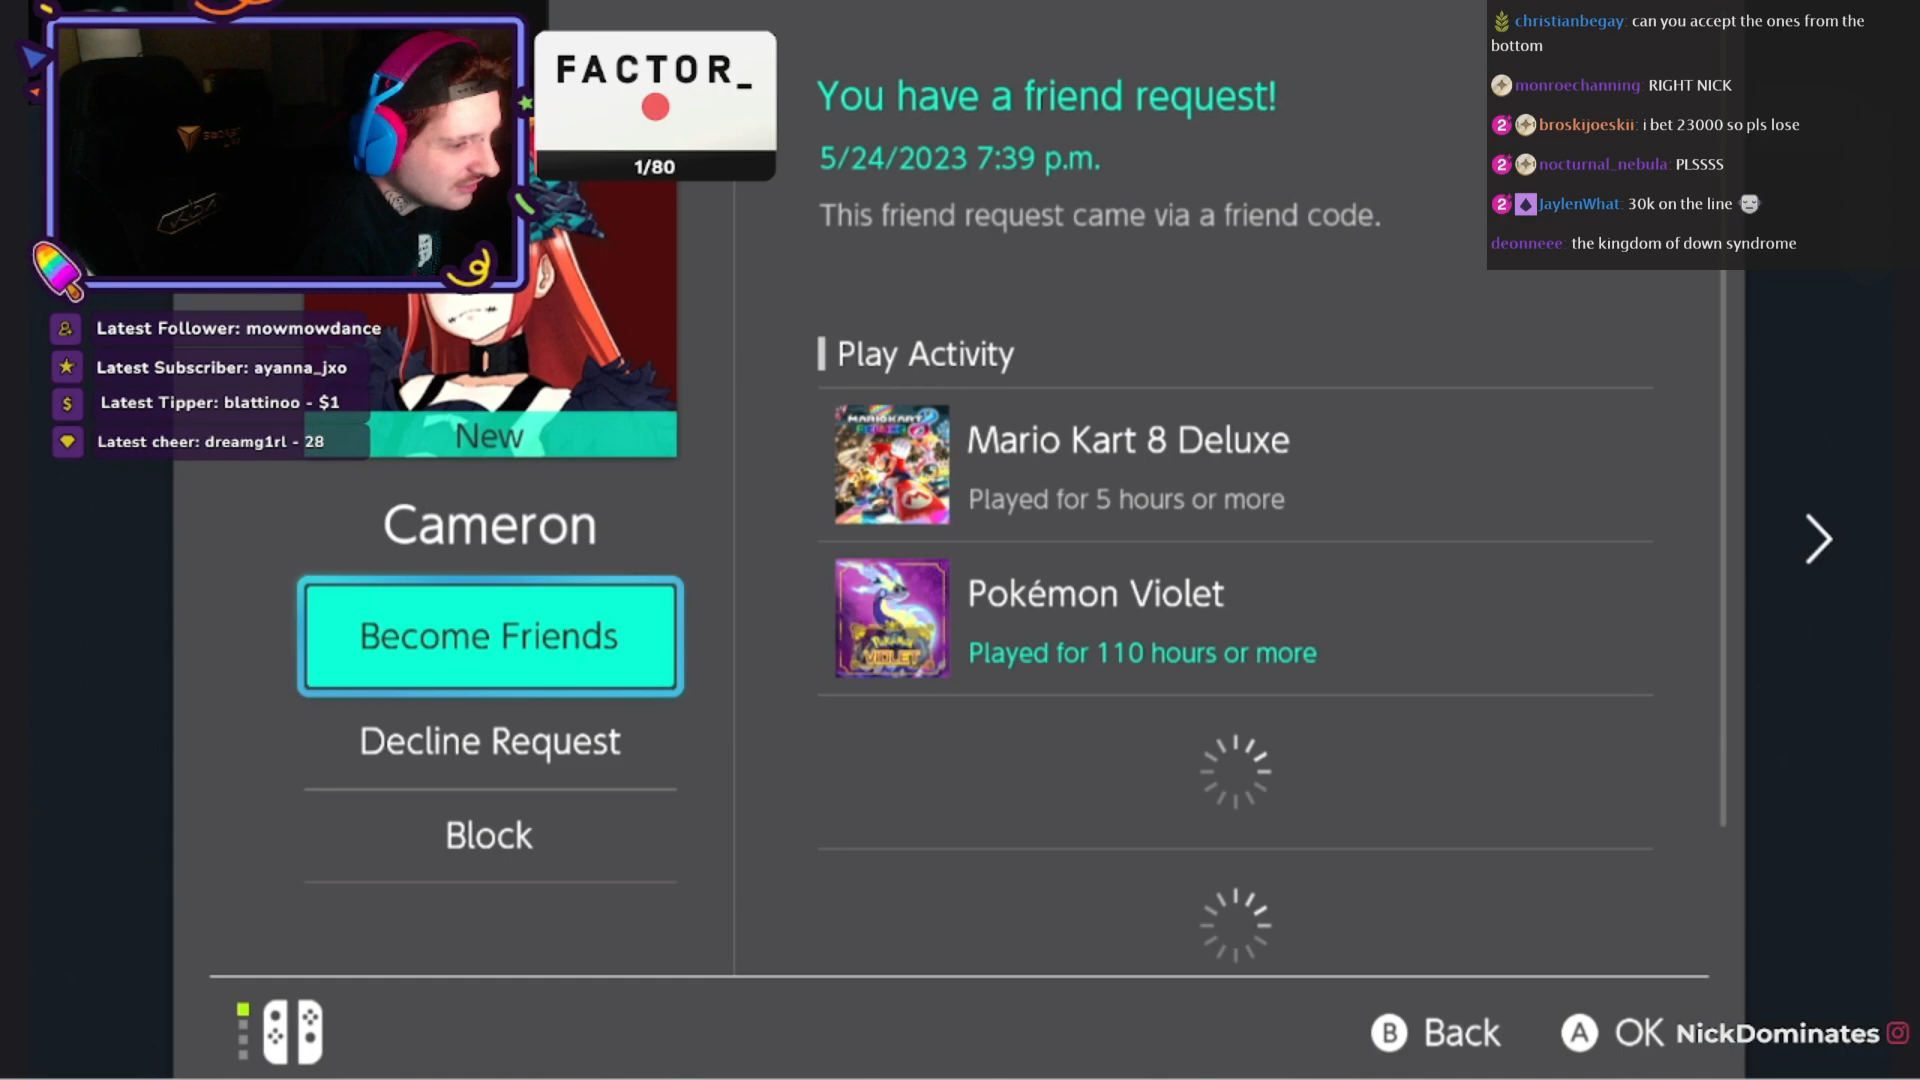 FACTOR_
1/80
Latest Follower: mowmowdance
Latest Subscriber: ayanna_jxo
Latest Tipper: blattinoo - $1
Latest cheer: dreamg1rl - 28
New
Cameron
Become Friends
Decline Request
Block
You have a friend request!
5/24/2023 7:39 p.m.
This friend request came via a friend code.
Play Activity
Mario Kart 8 Deluxe
Played for 5 hours or more
Pokémon Violet
Played for 110 hours or more
christianbegay: can you accept the ones from the
bottom
monroechanning: RIGHT NICK
broskijoeskii: i bet 23000 so pls lose
nocturnal_nebula: PLSSSS
JaylenWhat: 30k on the line
deonneee: the kingdom of down syndrome
B Back
A OK
NickDominates